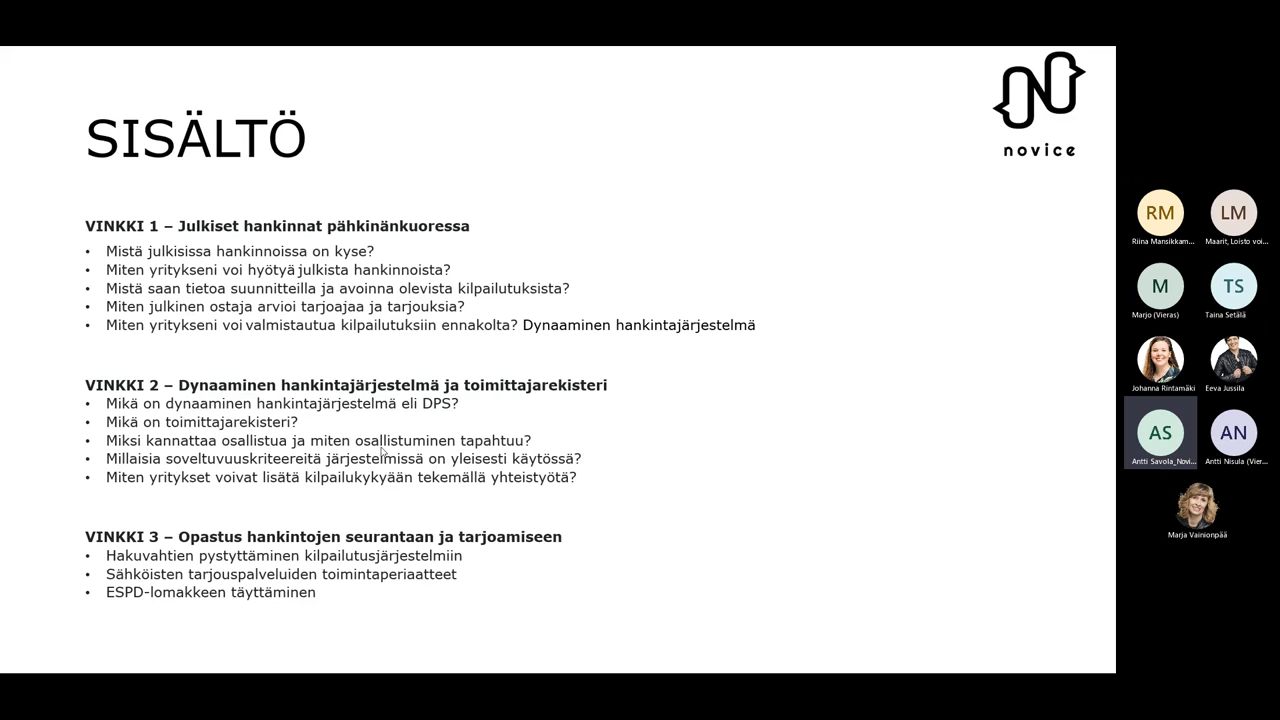 novice
SISÄLTÖ
VINKKI 1 – Julkiset hankinnat pähkinänkuoressa
• Mistä julkisissa hankinnoissa on kyse?
• Miten yritykseni voi hyötyä julkista hankinnoista?
• Mistä saan tietoa suunnitteilla ja avoinna olevista kilpailutuksista?
• Miten julkinen ostaja arvioi tarjoajaa ja tarjouksia?
• Miten yritykseni voi valmistautua kilpailutuksiin ennakolta? Dynaaminen hankintajärjestelmä
VINKKI 2 – Dynaaminen hankintajärjestelmä ja toimittajarekisteri
• Mikä on dynaaminen hankintajärjestelmä eli DPS?
• Mikä on toimittajarekisteri?
• Miksi kannattaa osallistua ja miten osallistuminen tapahtuu?
• Millaisia soveltuvuuskriteereitä järjestelmissä on yleisesti käytössä?
• Miten yritykset voivat lisätä kilpailukykyään tekemällä yhteistyötä?
VINKKI 3 – Opastus hankintojen seurantaan ja tarjoamiseen
• Hakuvahtien pystyttäminen kilpailutusjärjestelmiin
• Sähköisten tarjouspalveluiden toimintaperiaatteet
• ESPD-lomakkeen täyttäminen
RM LM
Riina Mansikkam... Maarit, Loisto voi...
M TS
Marjo (Vieras) Taina Setälä
Johanna Rintamäki Eeva Jussila
AS AN
Antti Savola_Novi... Antti Nisula (Vier...
Marja Vainionpää